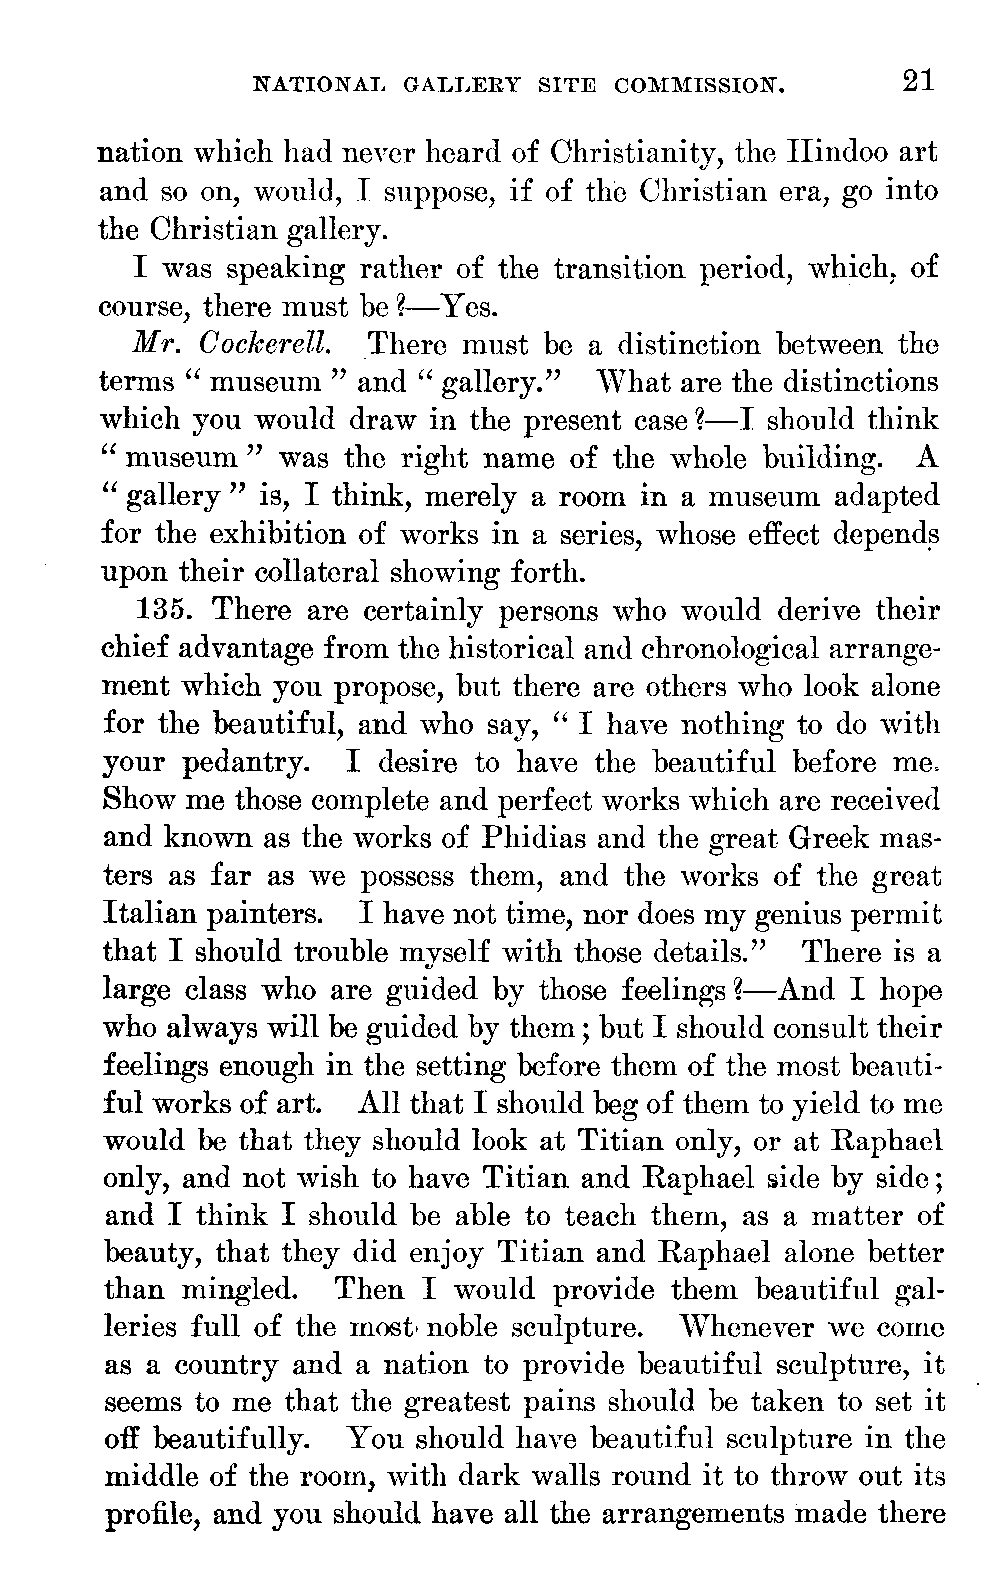 NATIONAL GALLERY SITE COMMISSION. 21
nation which had never heard of Christianity, the Hindoo art
and so on, would, I suppose, if of the Christian era, go into
the Christian gallery.
I was speaking rather of the transition period, which, of
course, there must be?—Yes.
Mr. Cockerell. There must be a distinction between the
terms “ museum ” and “ gallery.” What are the distinctions
which you would draw in the present case?—I should think
“ museum ” was the right name of the whole building. A
“ gallery ” is, I think, merely a room in a museum adapted
for the exhibition of works in a series, whose effect depends
upon their collateral showing forth.
135. There are certainly persons who would derive their
chief advantage from the historical and chronological arrange-
ment which you propose, but there are others who look alone
for the beautiful, and who say, “ I have nothing to do with
your pedantry. I desire to have the beautiful before me.
Show me those complete and perfect works which are received
and known as the works of Phidias and the great Greek mas-
ters as far as we possess them, and the works of the great
Italian painters. I have not time, nor does my genius permit
that I should trouble myself with those details.” There is a
large class who are guided by those feelings?—And I hope
who always will be guided by them; but I should consult their
feelings enough in the setting before them of the most beauti-
ful works of art. All that I should beg of them to yield to me
would be that they should look at Titian only, or at Raphael
only, and not wish to have Titian and Raphael side by side;
and I think I should be able to teach them, as a matter of
beauty, that they did enjoy Titian and Raphael alone better
than mingled. Then I would provide them beautiful gal-
leries full of the most noble sculpture. Whenever we come
as a country and a nation to provide beautiful sculpture, it
seems to me that the greatest pains should be taken to set it
off beautifully. You should have beautiful sculpture in the
middle of the room, with dark walls round it to throw out its
profile, and you should have all the arrangements made there